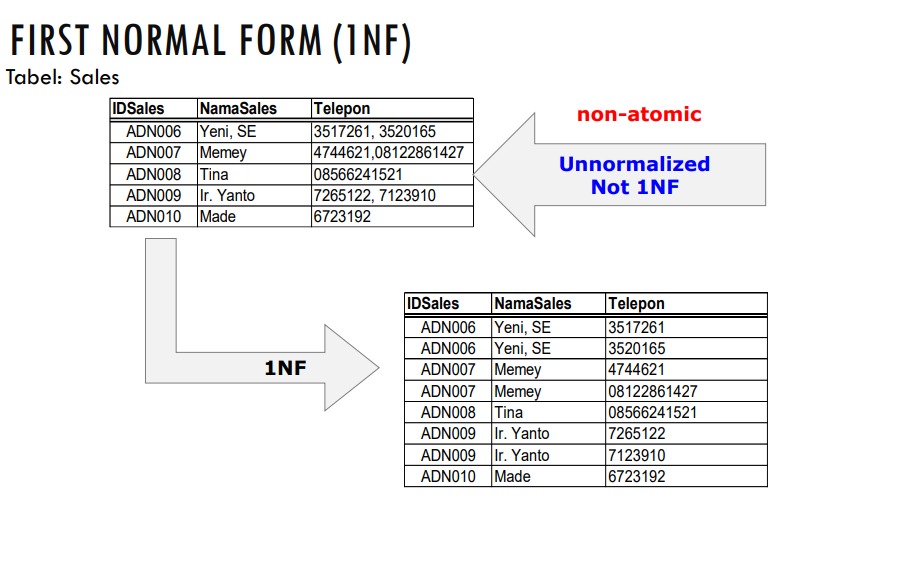 FIRST NORMAL FORM (1NF)
Tabel: Sales
IDSales NamaSales Telepon
ADN006 Yeni, SE 3517261, 3520165
ADN007 Memey 4744621,08122861427
ADN008 Tina 08566241521
ADN009 Ir. Yanto 7265122, 7123910
ADN010 Made 6723192
non-atomic
Unnormalized
Not 1NF
1NF
IDSales NamaSales Telepon
ADN006 Yeni, SE 3517261
ADN006 Yeni, SE 3520165
ADN007 Memey 4744621
ADN007 Memey 08122861427
ADN008 Tina 08566241521
ADN009 Ir. Yanto 7265122
ADN009 Ir. Yanto 7123910
ADN010 Made 6723192